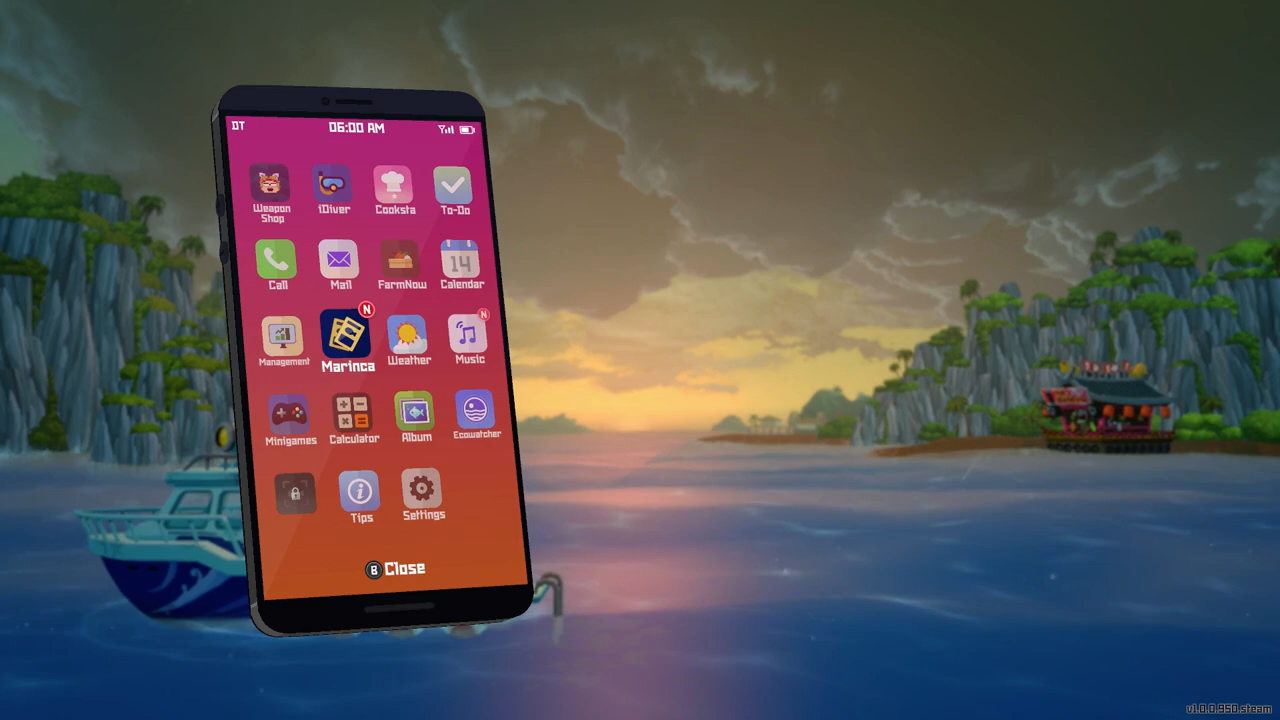 DT
06:00 AM
Weapon
Shop
iDiver
Cooksta
To-Do
Call
Mail
FarmNow
14
Calendar
Management
N
Marinca
Weather
N
Music
Minigames
Calculator
Album
Ecowatcher
Tips
Settings
B Close
v1.0.0.950.steam